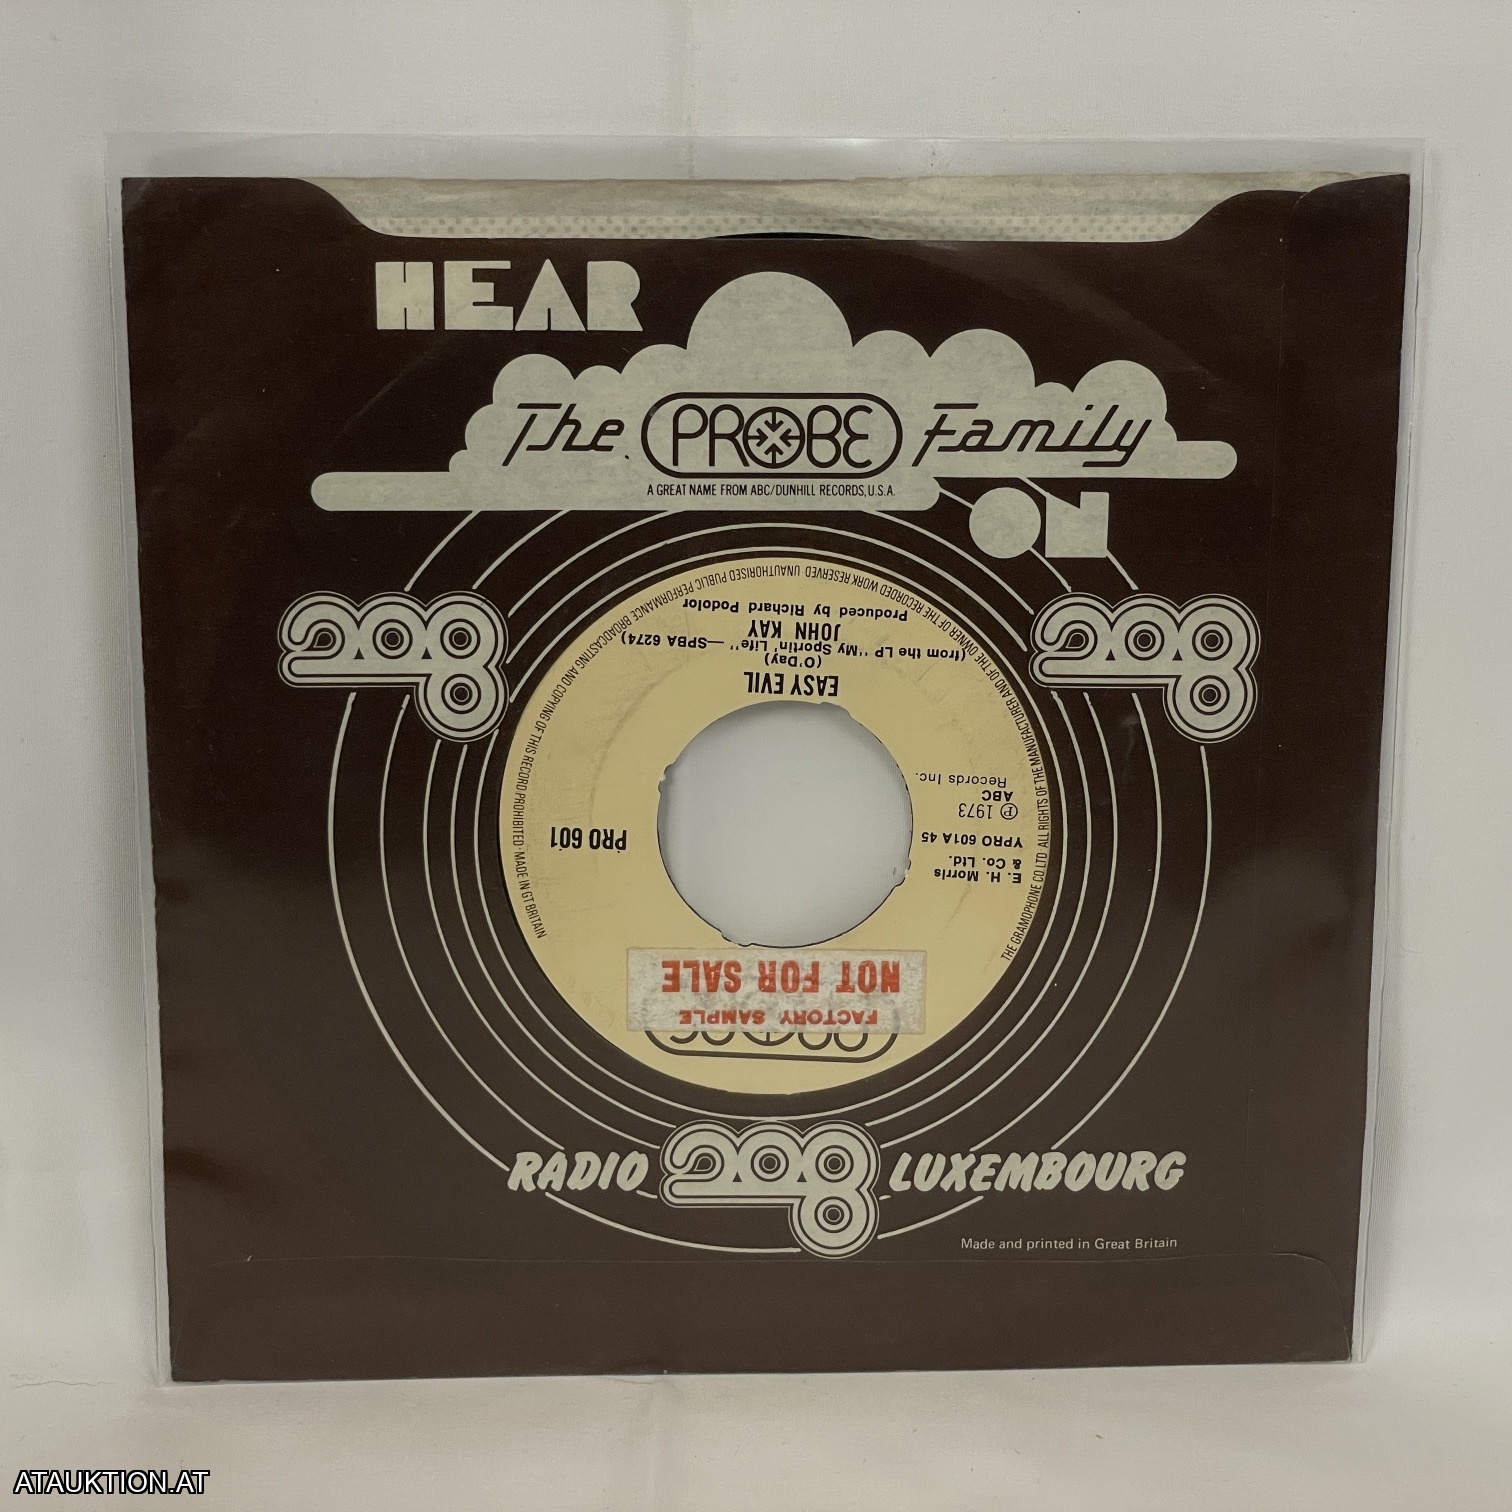 HEAR
The PROBE Family
A GREAT NAME FROM ABC/DUNHILL RECORDS, U.S.A.
ON
208
208
THE GRAMOPHONE CO. LTD. ALL RIGHTS OF THE MANUFACTURER AND OF THE OWNER OF THE RECORDED WORK RESERVED UNAUTHORISED PUBLIC PERFORMANCE BROADCASTING AND COPYING OF THIS RECORD PROHIBITED · MADE IN GT BRITAIN
FACTORY SAMPLE
NOT FOR SALE
E. H. Morris
& Co. Ltd.
YPRO 601A 45
℗ 1973
ABC
Records Inc.
PRO 601
EASY EVIL
(O'Day)
(from the LP "My Sportin' Life"—SPBA 6274)
JOHN KAY
Produced by Richard Podolor
RADIO 208 LUXEMBOURG
Made and printed in Great Britain
ATAUKTION.AT